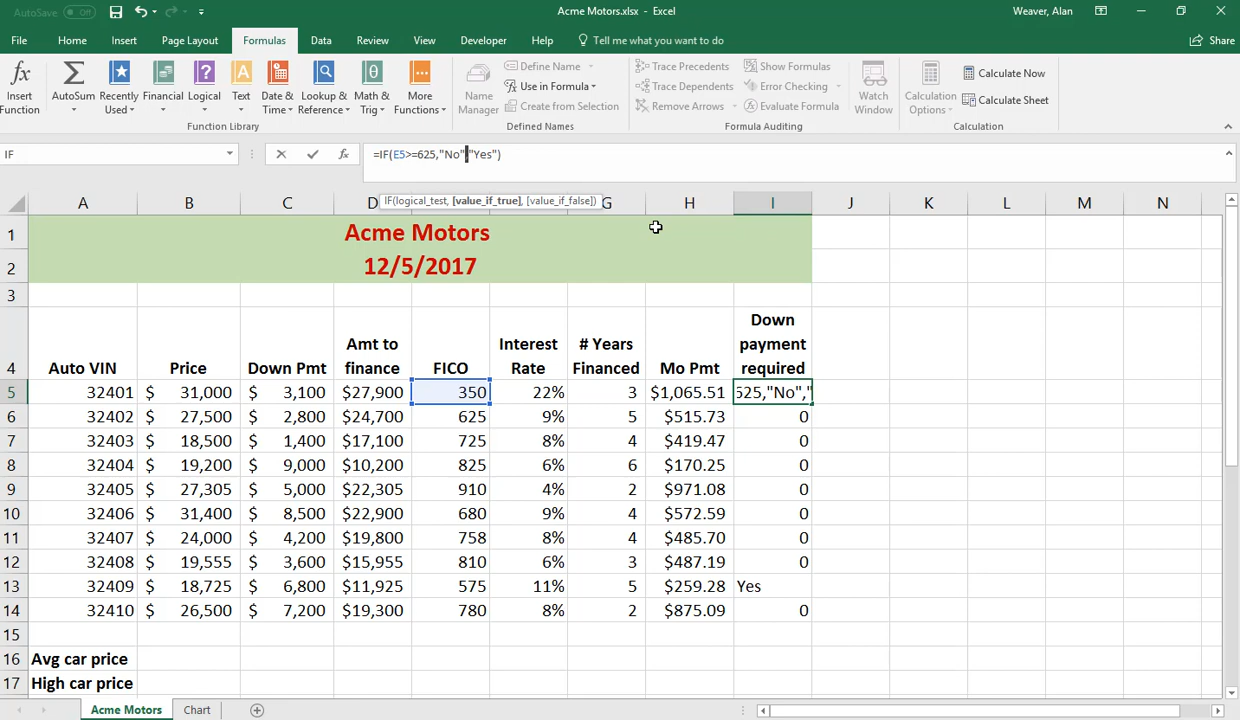 AutoSave Off Acme Motors.xlsx - Excel Weaver, Alan
File Home Insert Page Layout Formulas Data Review View Developer Help Tell me what you want to do Share
fx Σ θ
Insert Function AutoSum Recently Used Financial Logical Text Date & Time Lookup & Reference Math & Trig More Functions
Function Library
Name Manager
Define Name
Use in Formula
Create from Selection
Defined Names
Trace Precedents Show Formulas
Trace Dependents Error Checking
Remove Arrows Evaluate Formula
Watch Window
Formula Auditing
Calculation Options
Calculate Now
Calculate Sheet
Calculation
IF fx =IF(E5>=625,"No","Yes")
IF(logical_test, [value_if_true], [value_if_false])
A B C D G H I J K L M N
1 Acme Motors
2 12/5/2017
3
4 Auto VIN Price Down Pmt Amt to finance FICO Interest Rate # Years Financed Mo Pmt Down payment required
5 32401 $ 31,000 $ 3,100 $27,900 350 22% 3 $1,065.51 625,"No","
6 32402 $ 27,500 $ 2,800 $24,700 625 9% 5 $515.73 0
7 32403 $ 18,500 $ 1,400 $17,100 725 8% 4 $419.47 0
8 32404 $ 19,200 $ 9,000 $10,200 825 6% 6 $170.25 0
9 32405 $ 27,305 $ 5,000 $22,305 910 4% 2 $971.08 0
10 32406 $ 31,400 $ 8,500 $22,900 680 9% 4 $572.59 0
11 32407 $ 24,000 $ 4,200 $19,800 758 8% 4 $485.70 0
12 32408 $ 19,555 $ 3,600 $15,955 810 6% 3 $487.19 0
13 32409 $ 18,725 $ 6,800 $11,925 575 11% 5 $259.28 Yes
14 32410 $ 26,500 $ 7,200 $19,300 780 8% 2 $875.09 0
15
16 Avg car price
17 High car price
Acme Motors Chart